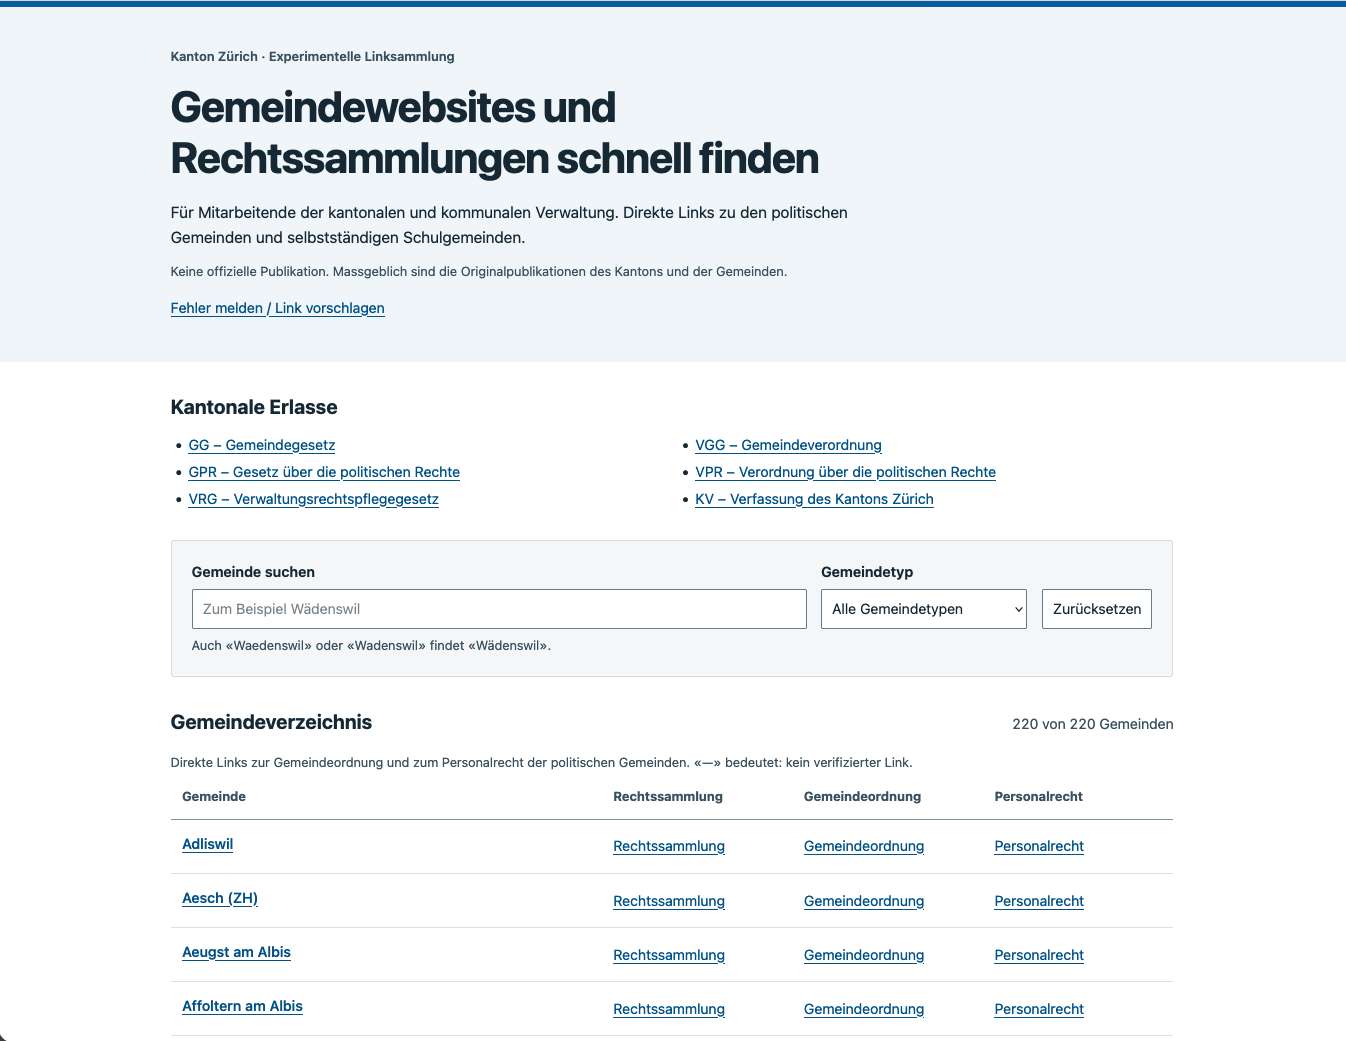 Kanton Zürich · Experimentelle Linksammlung
Gemeindewebsites und
Rechtssammlungen schnell finden
Für Mitarbeitende der kantonalen und kommunalen Verwaltung. Direkte Links zu den politischen
Gemeinden und selbstständigen Schulgemeinden.
Keine offizielle Publikation. Massgeblich sind die Originalpublikationen des Kantons und der Gemeinden.
Fehler melden / Link vorschlagen
Kantonale Erlasse
• GG – Gemeindegesetz
• GPR – Gesetz über die politischen Rechte
• VRG – Verwaltungsrechtspflegegesetz
• VGG – Gemeindeverordnung
• VPR – Verordnung über die politischen Rechte
• KV – Verfassung des Kantons Zürich
Gemeinde suchen
Zum Beispiel Wädenswil
Auch «Waedenswil» oder «Wadenswil» findet «Wädenswil».
Gemeindetyp
Alle Gemeindetypen
Zurücksetzen
Gemeindeverzeichnis
220 von 220 Gemeinden
Direkte Links zur Gemeindeordnung und zum Personalrecht der politischen Gemeinden. «—» bedeutet: kein verifizierter Link.
Gemeinde Rechtssammlung Gemeindeordnung Personalrecht
Adliswil Rechtssammlung Gemeindeordnung Personalrecht
Aesch (ZH) Rechtssammlung Gemeindeordnung Personalrecht
Aeugst am Albis Rechtssammlung Gemeindeordnung Personalrecht
Affoltern am Albis Rechtssammlung Gemeindeordnung Personalrecht